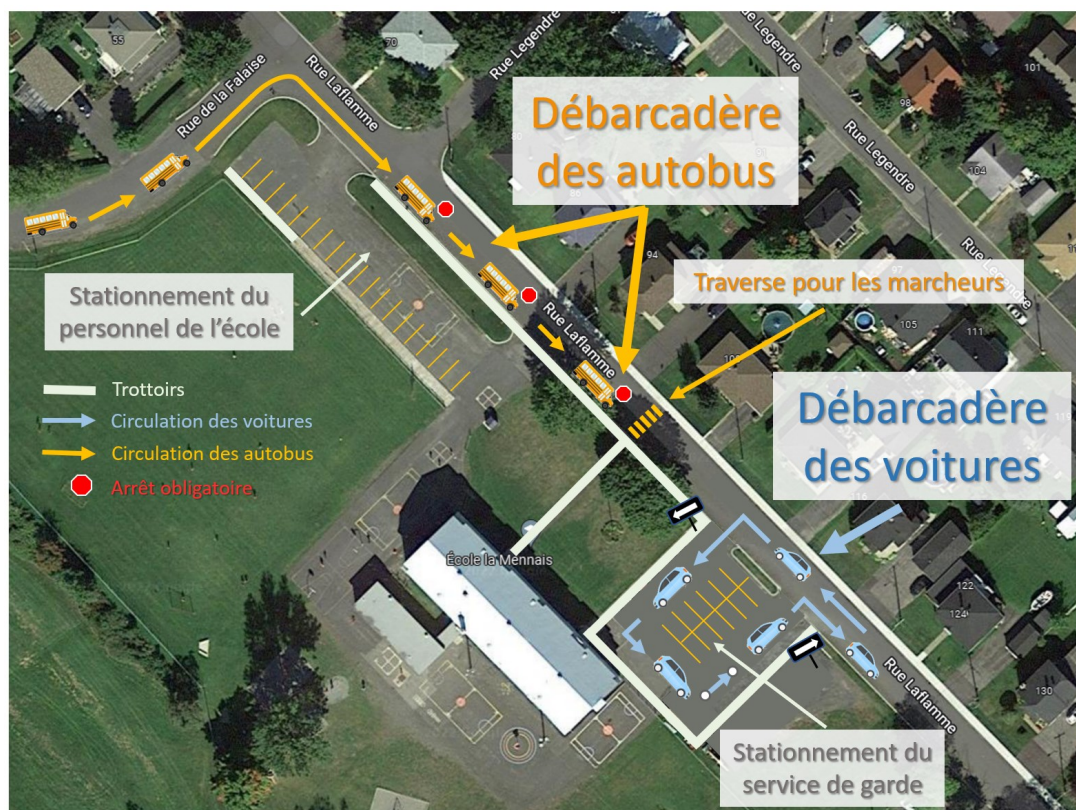 55
70
Rue Legendre
Rue Legendre
101
Rue de la Falaise
Rue Laflamme
98
Débarcadère
des autobus
Rue Legendre
104
94
Traverse pour les marcheurs
97
Rue Legendre
105
111
Stationnement du
personnel de l'école
Rue Laflamme
Trottoirs
Circulation des voitures
Circulation des autobus
Arrêt obligatoire
Débarcadère
des voitures
École la Mennais
122
124
Rue Laflamme
130
Stationnement du
service de garde